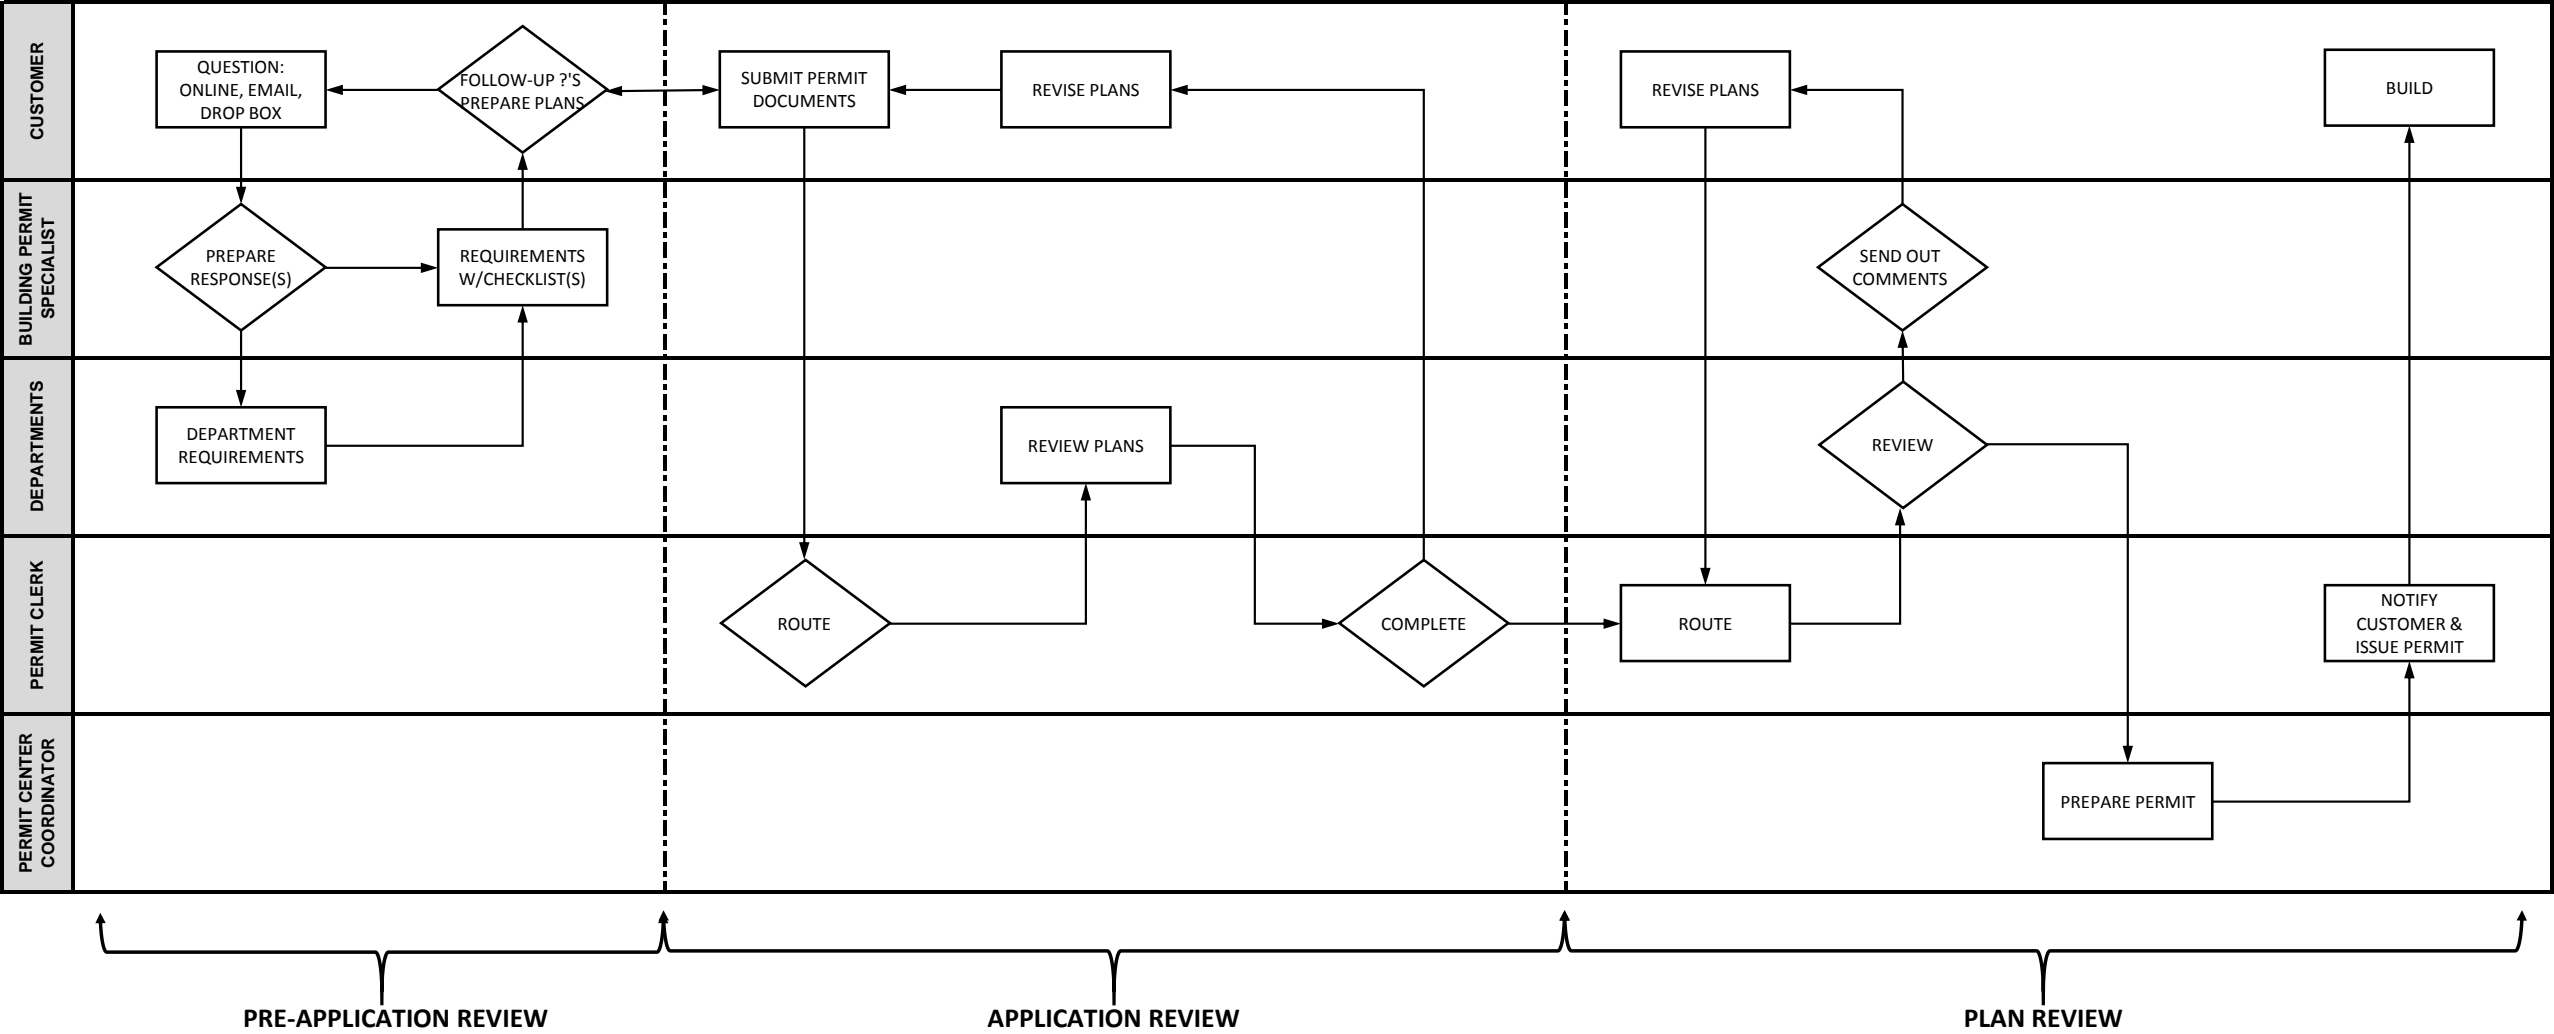 CUSTOMER
QUESTION:
ONLINE, EMAIL,
DROP BOX
FOLLOW-UP ?'S
PREPARE PLANS
SUBMIT PERMIT
DOCUMENTS
REVISE PLANS
REVISE PLANS
BUILD
BUILDING PERMIT
SPECIALIST
PREPARE
RESPONSE(S)
REQUIREMENTS
W/CHECKLIST(S)
SEND OUT
COMMENTS
DEPARTMENTS
DEPARTMENT
REQUIREMENTS
REVIEW PLANS
REVIEW
PERMIT CLERK
ROUTE
COMPLETE
ROUTE
NOTIFY
CUSTOMER &
ISSUE PERMIT
PERMIT CENTER
COORDINATOR
PREPARE PERMIT
PRE-APPLICATION REVIEW
APPLICATION REVIEW
PLAN REVIEW